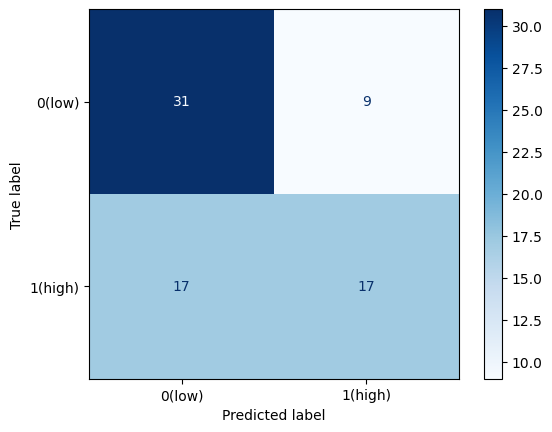 0(low)
1(high)
True label
31
9
17
17
0(low)
1(high)
Predicted label
30.0
27.5
25.0
22.5
20.0
17.5
15.0
12.5
10.0